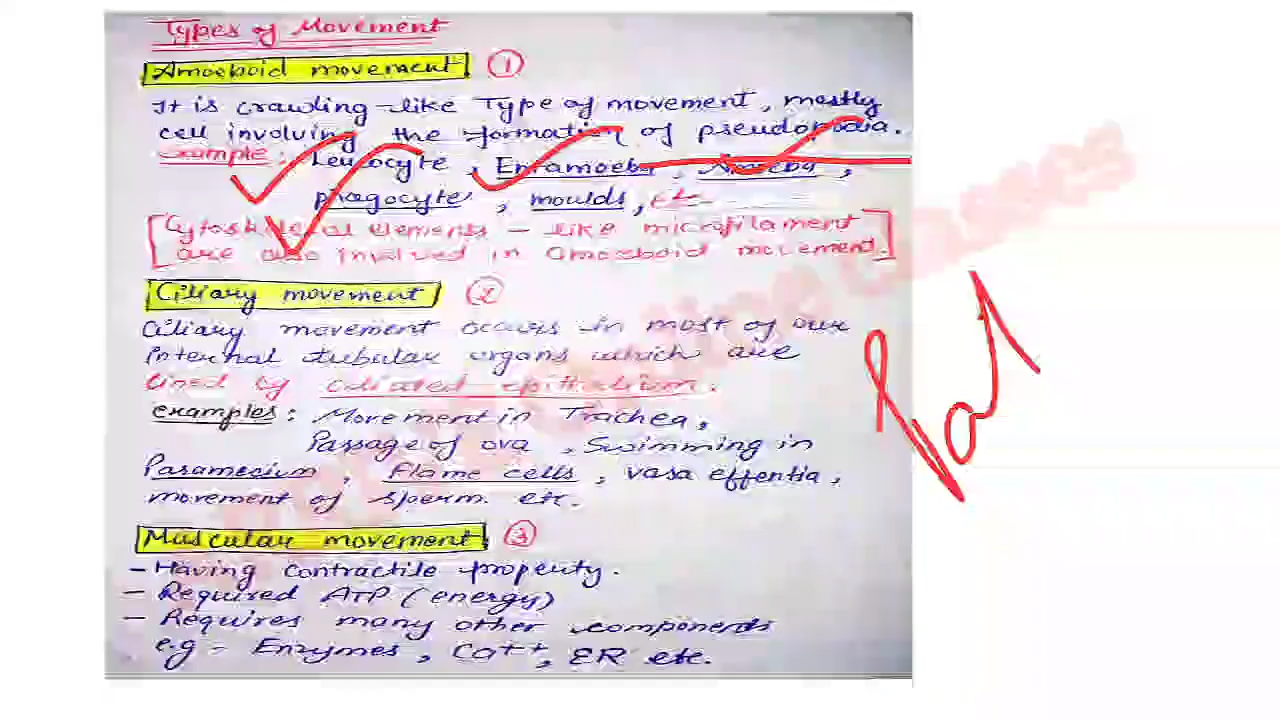 Types of Movement
Amoeboid movement ①
It is crawling-like Type of movement, mostly
cell involving the formation of pseudopodia.
Example: Leucocyte, Entamoeba, Amoeba,
phagocyte, moulds, etc.
[Cytoskeletal elements - like microfilament
are also involved in Amoeboid movement.]
Ciliary movement ②
Ciliary movement occurs in most of our
internal tubular organs which are
lined by ciliated epithelium.
examples: Movement in Trachea,
Passage of ova, Swimming in
Paramecium, Flame cells, vasa effentia,
movement of sperm. etc.
Muscular movement ③
- Having contractile property.
- Required ATP (energy)
- Requires many other components
e.g - Enzymes, Ca++, ER etc.